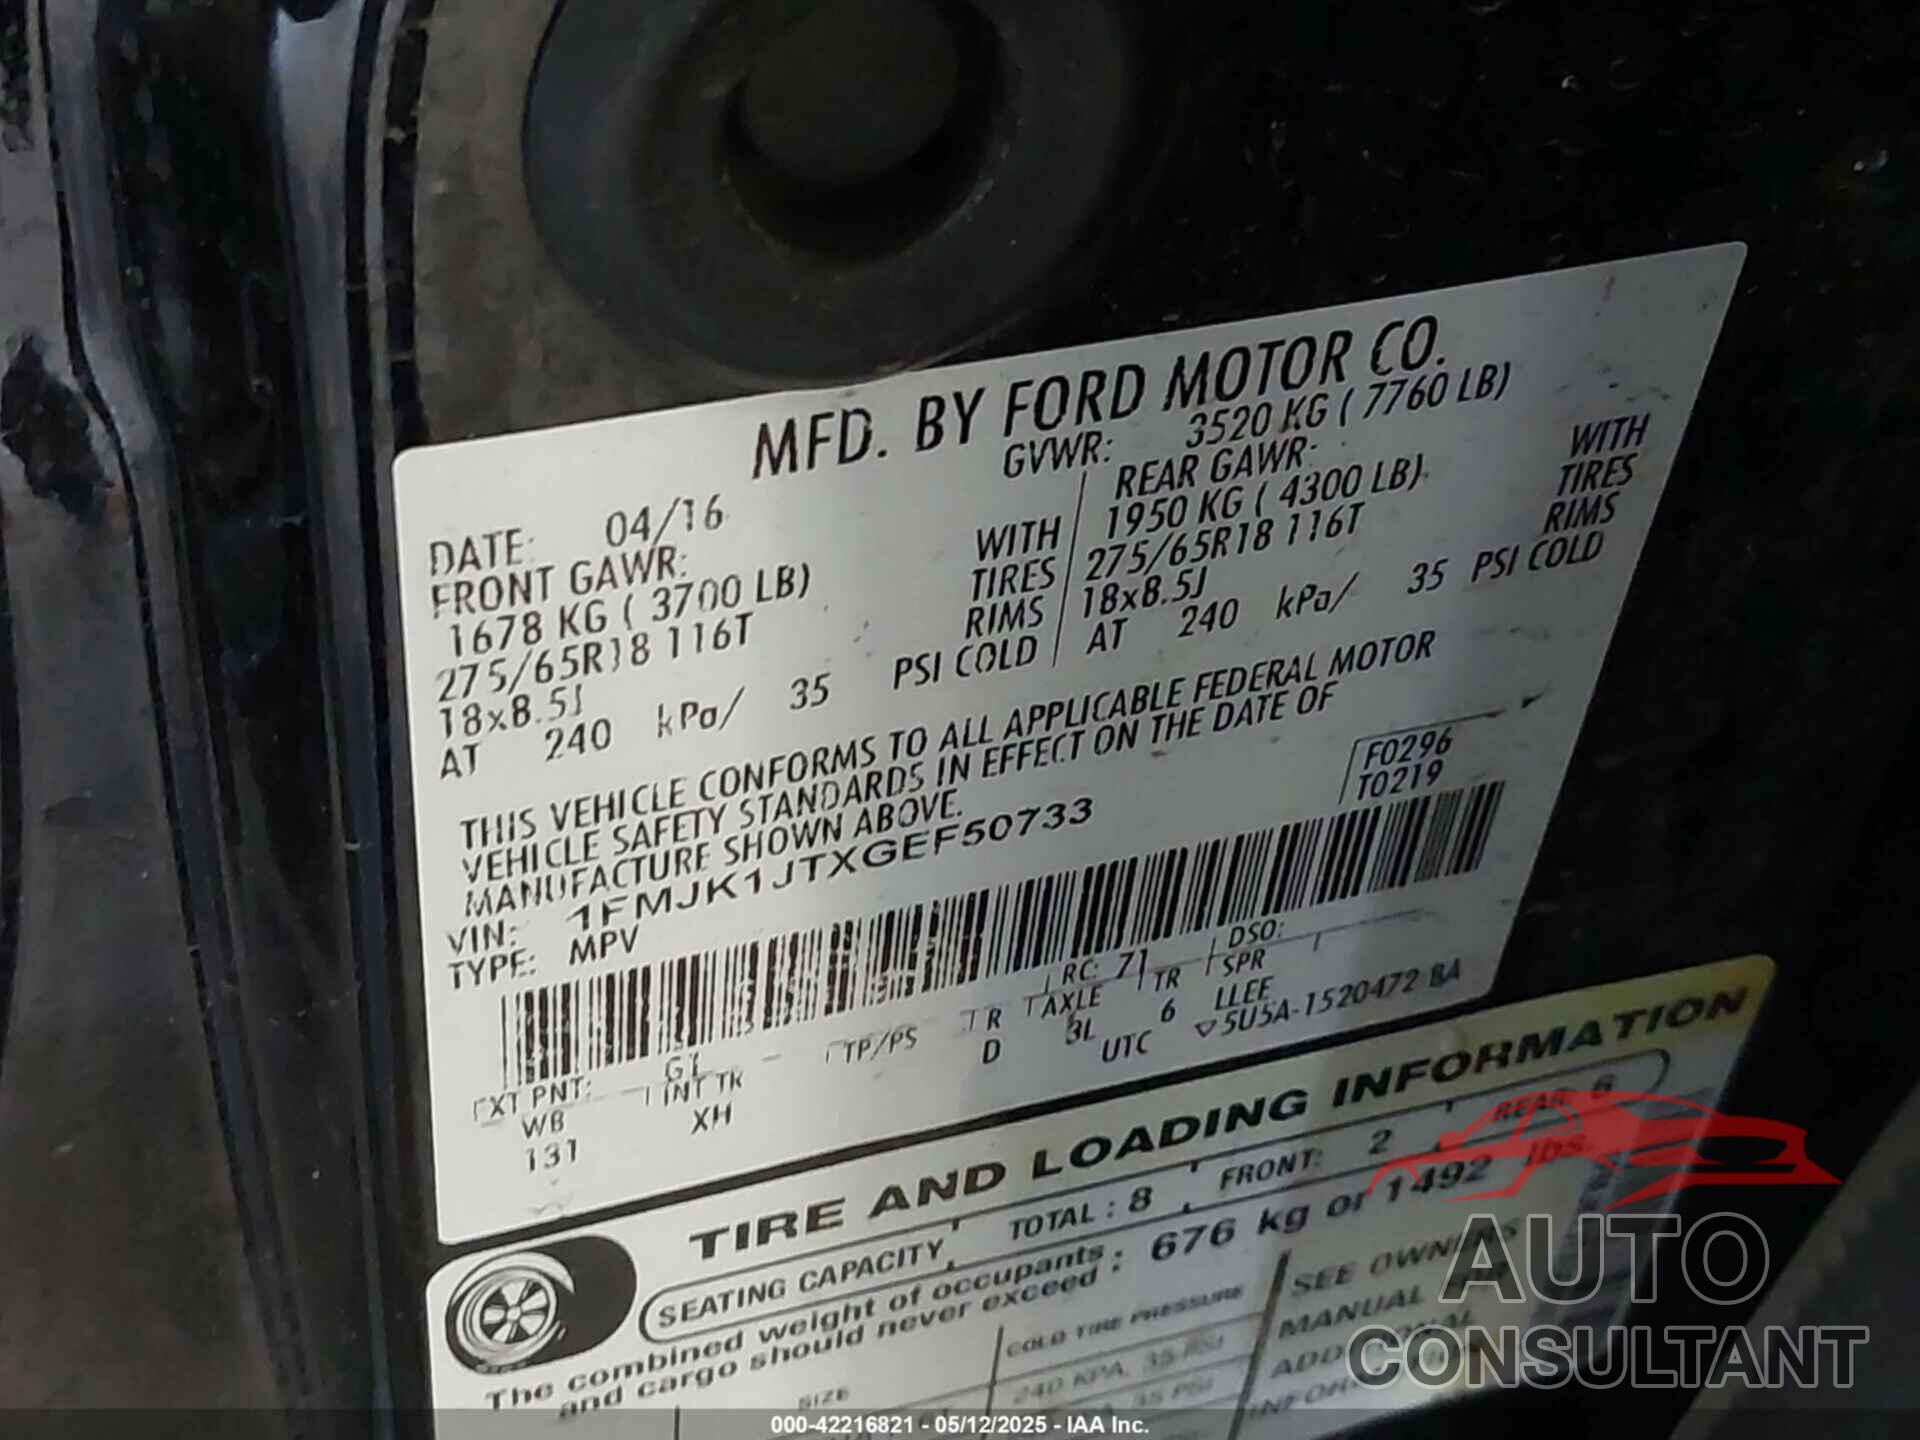 MFD. BY FORD MOTOR CO.
DATE: 04/16 GVWR: 3520 KG ( 7760 LB)
FRONT GAWR: REAR GAWR:
1678 KG ( 3700 LB) WITH 1950 KG ( 4300 LB) WITH
275/65R18 116T TIRES 275/65R18 116T TIRES
18x8.5J RIMS 18x8.5J RIMS
AT 240 kPa/ 35 PSI COLD AT 240 kPa/ 35 PSI COLD
THIS VEHICLE CONFORMS TO ALL APPLICABLE FEDERAL MOTOR
VEHICLE SAFETY STANDARDS IN EFFECT ON THE DATE OF
MANUFACTURE SHOWN ABOVE.
F0296
T0219
VIN: 1FMJK1JTXGEF50733
TYPE: MPV
EXT PNT: G1 RC: 71 DSO:
WB INT TR TP/PS R AXLE TR SPR
131 XH D 3L 6 LLEE
UTC 5U5A-1520472 BA
TIRE AND LOADING INFORMATION
SEATING CAPACITY TOTAL : 8 FRONT: 2 REAR: 6
The combined weight of occupants
and cargo should never exceed : 676 kg or 1492 lbs.
SIZE COLD TIRE PRESSURE SEE OWNERS
240 KPA, 35 PSI MANUAL
35 PSI
AUTO
CONSULTANT
000-42216821 - 05/12/2025 - IAA Inc.